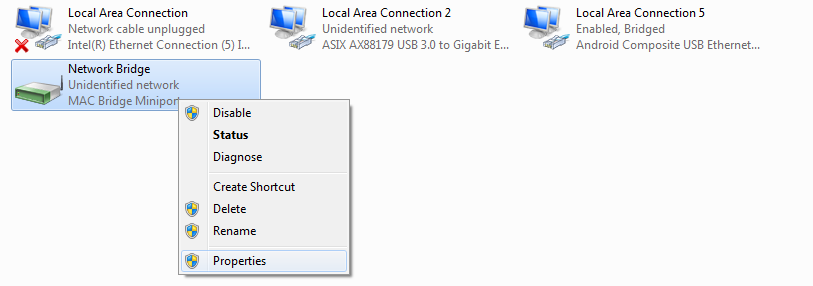 Local Area Connection
Network cable unplugged
Intel(R) Ethernet Connection (5) I...
Local Area Connection 2
Unidentified network
ASIX AX88179 USB 3.0 to Gigabit E...
Local Area Connection 5
Enabled, Bridged
Android Composite USB Ethernet...
Network Bridge
Unidentified network
MAC Bridge Miniport
Disable
Status
Diagnose
Create Shortcut
Delete
Rename
Properties